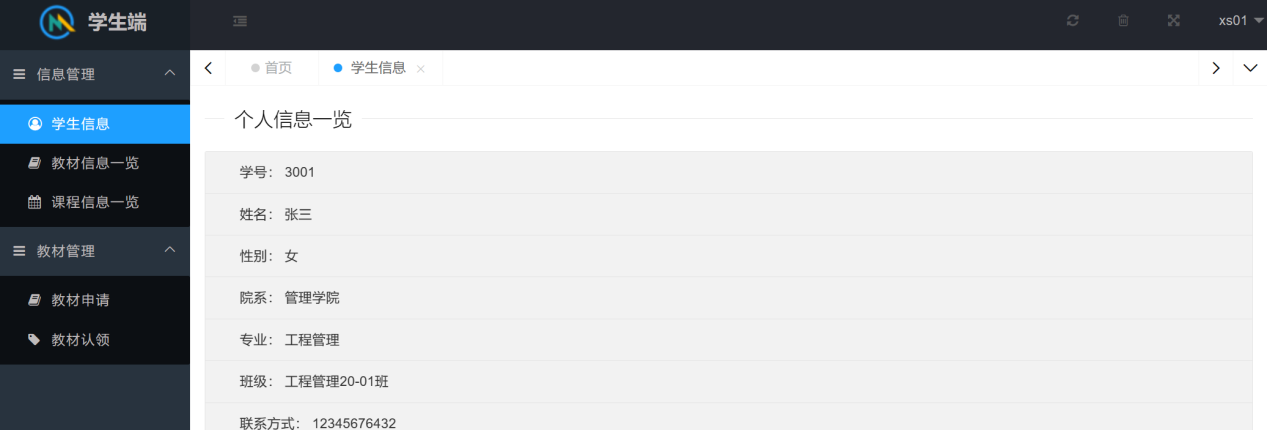 学生端
xs01
信息管理
首页
学生信息
学生信息
个人信息一览
教材信息一览
学号： 3001
课程信息一览
姓名： 张三
教材管理
性别： 女
教材申请
院系： 管理学院
教材认领
专业： 工程管理
班级： 工程管理20-01班
联系方式： 12345676432